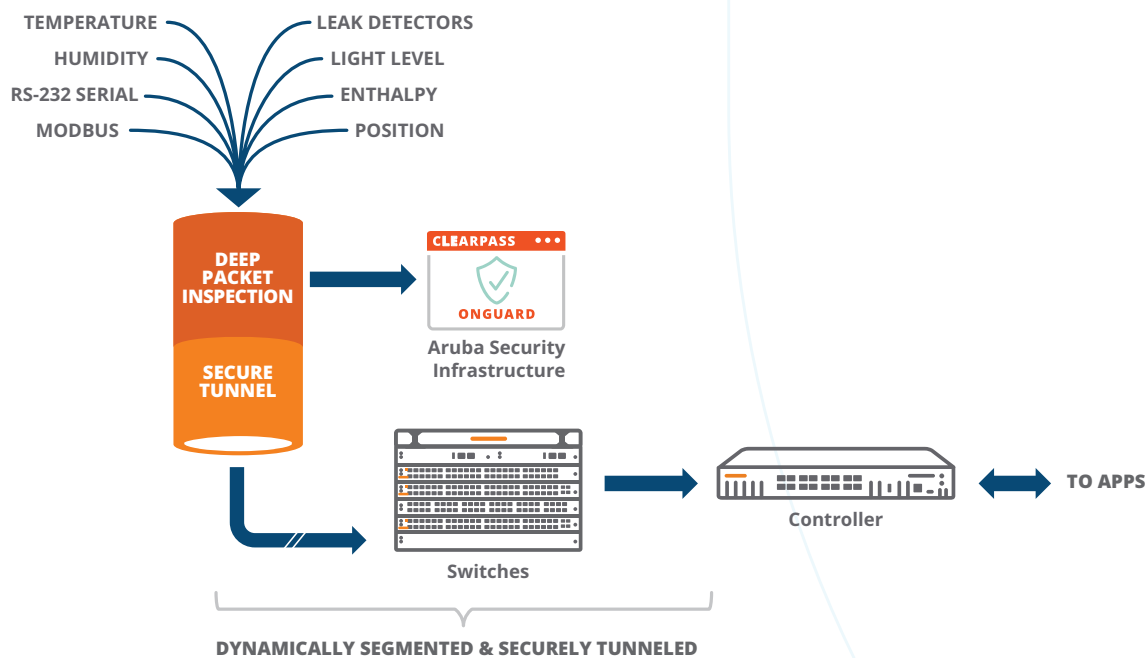 TEMPERATURE
HUMIDITY
RS-232 SERIAL
MODBUS
LEAK DETECTORS
LIGHT LEVEL
ENTHALPY
POSITION
DEEP
PACKET
INSPECTION
SECURE
TUNNEL
CLEARPASS
ONGUARD
Aruba Security
Infrastructure
Switches
Controller
TO APPS
DYNAMICALLY SEGMENTED & SECURELY TUNNELED